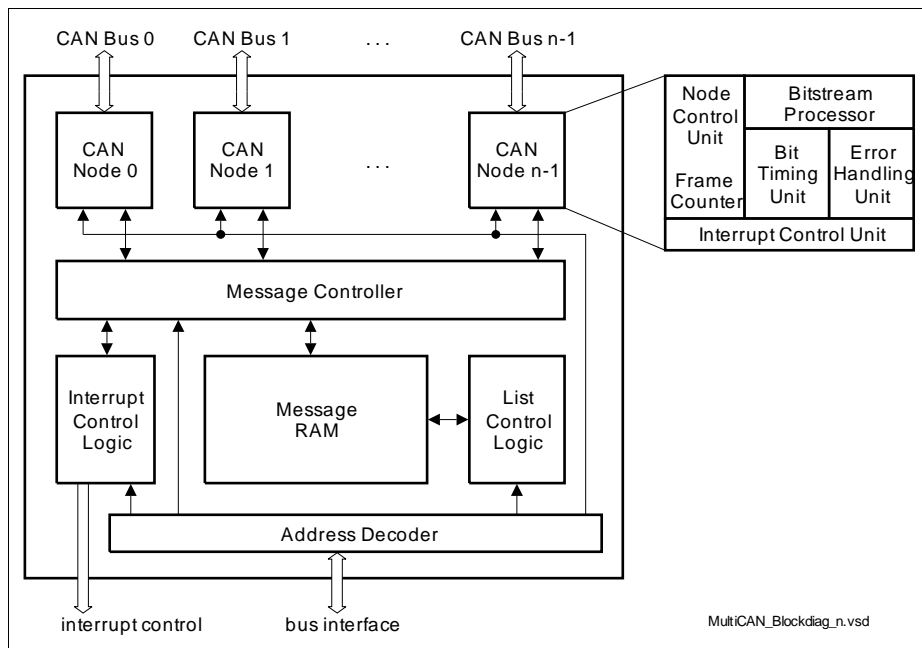 CAN Bus 0
CAN Bus 1
. . .
CAN Bus n-1
CAN
Node 0
CAN
Node 1
. . .
CAN
Node n-1
Node
Control
Unit
Frame
Counter
Bitstream
Processor
Bit
Timing
Unit
Error
Handling
Unit
Interrupt Control Unit
Message Controller
Interrupt
Control
Logic
Message
RAM
List
Control
Logic
Address Decoder
interrupt control
bus interface
MultiCAN_Blockdiag_n.vsd